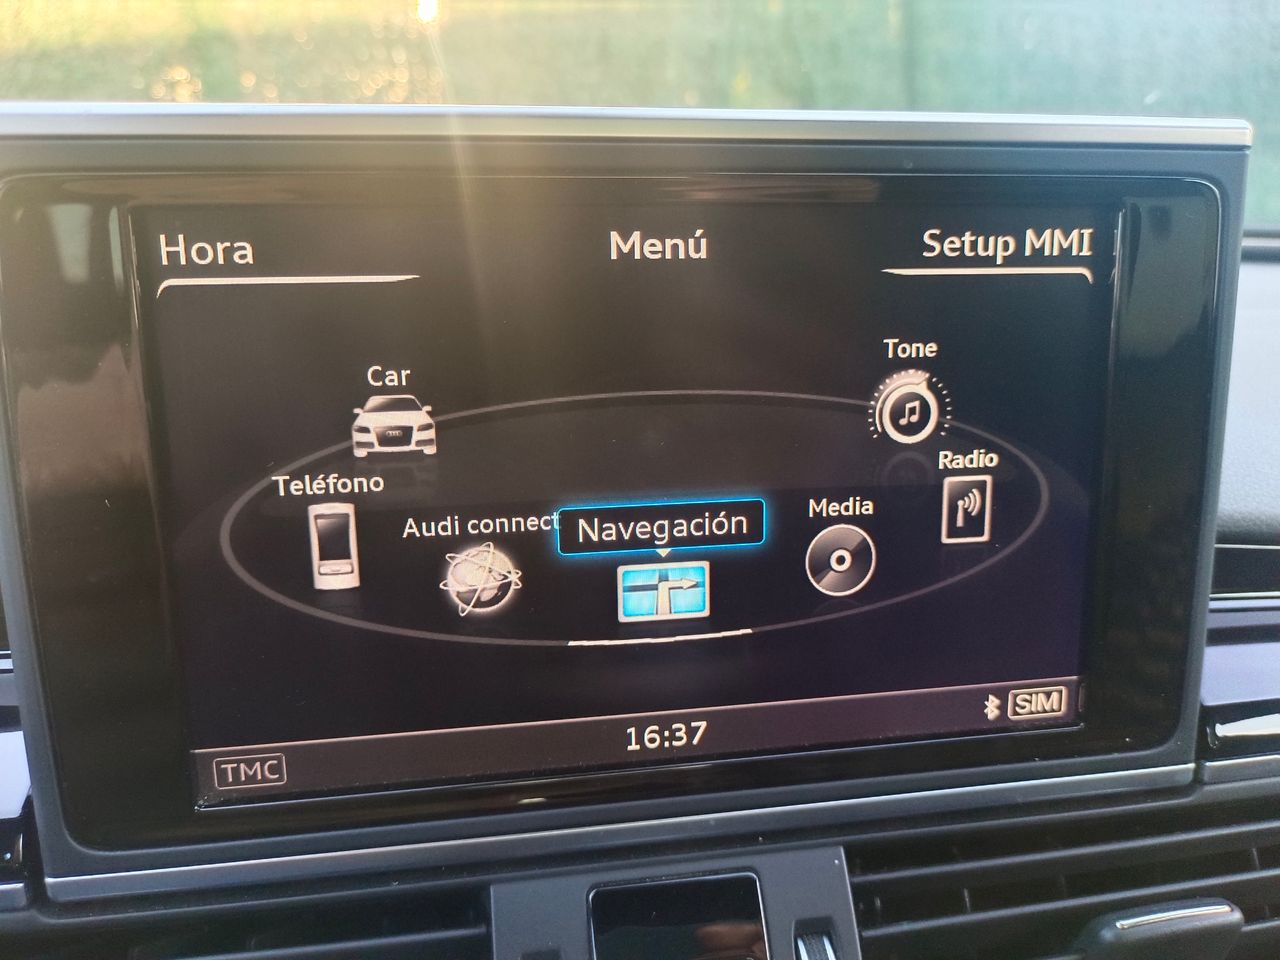 Hora
Menú
Setup MMI
Car
Tone
Teléfono
Radio
Audi connect
Navegación
Media
TMC
16:37
SIM